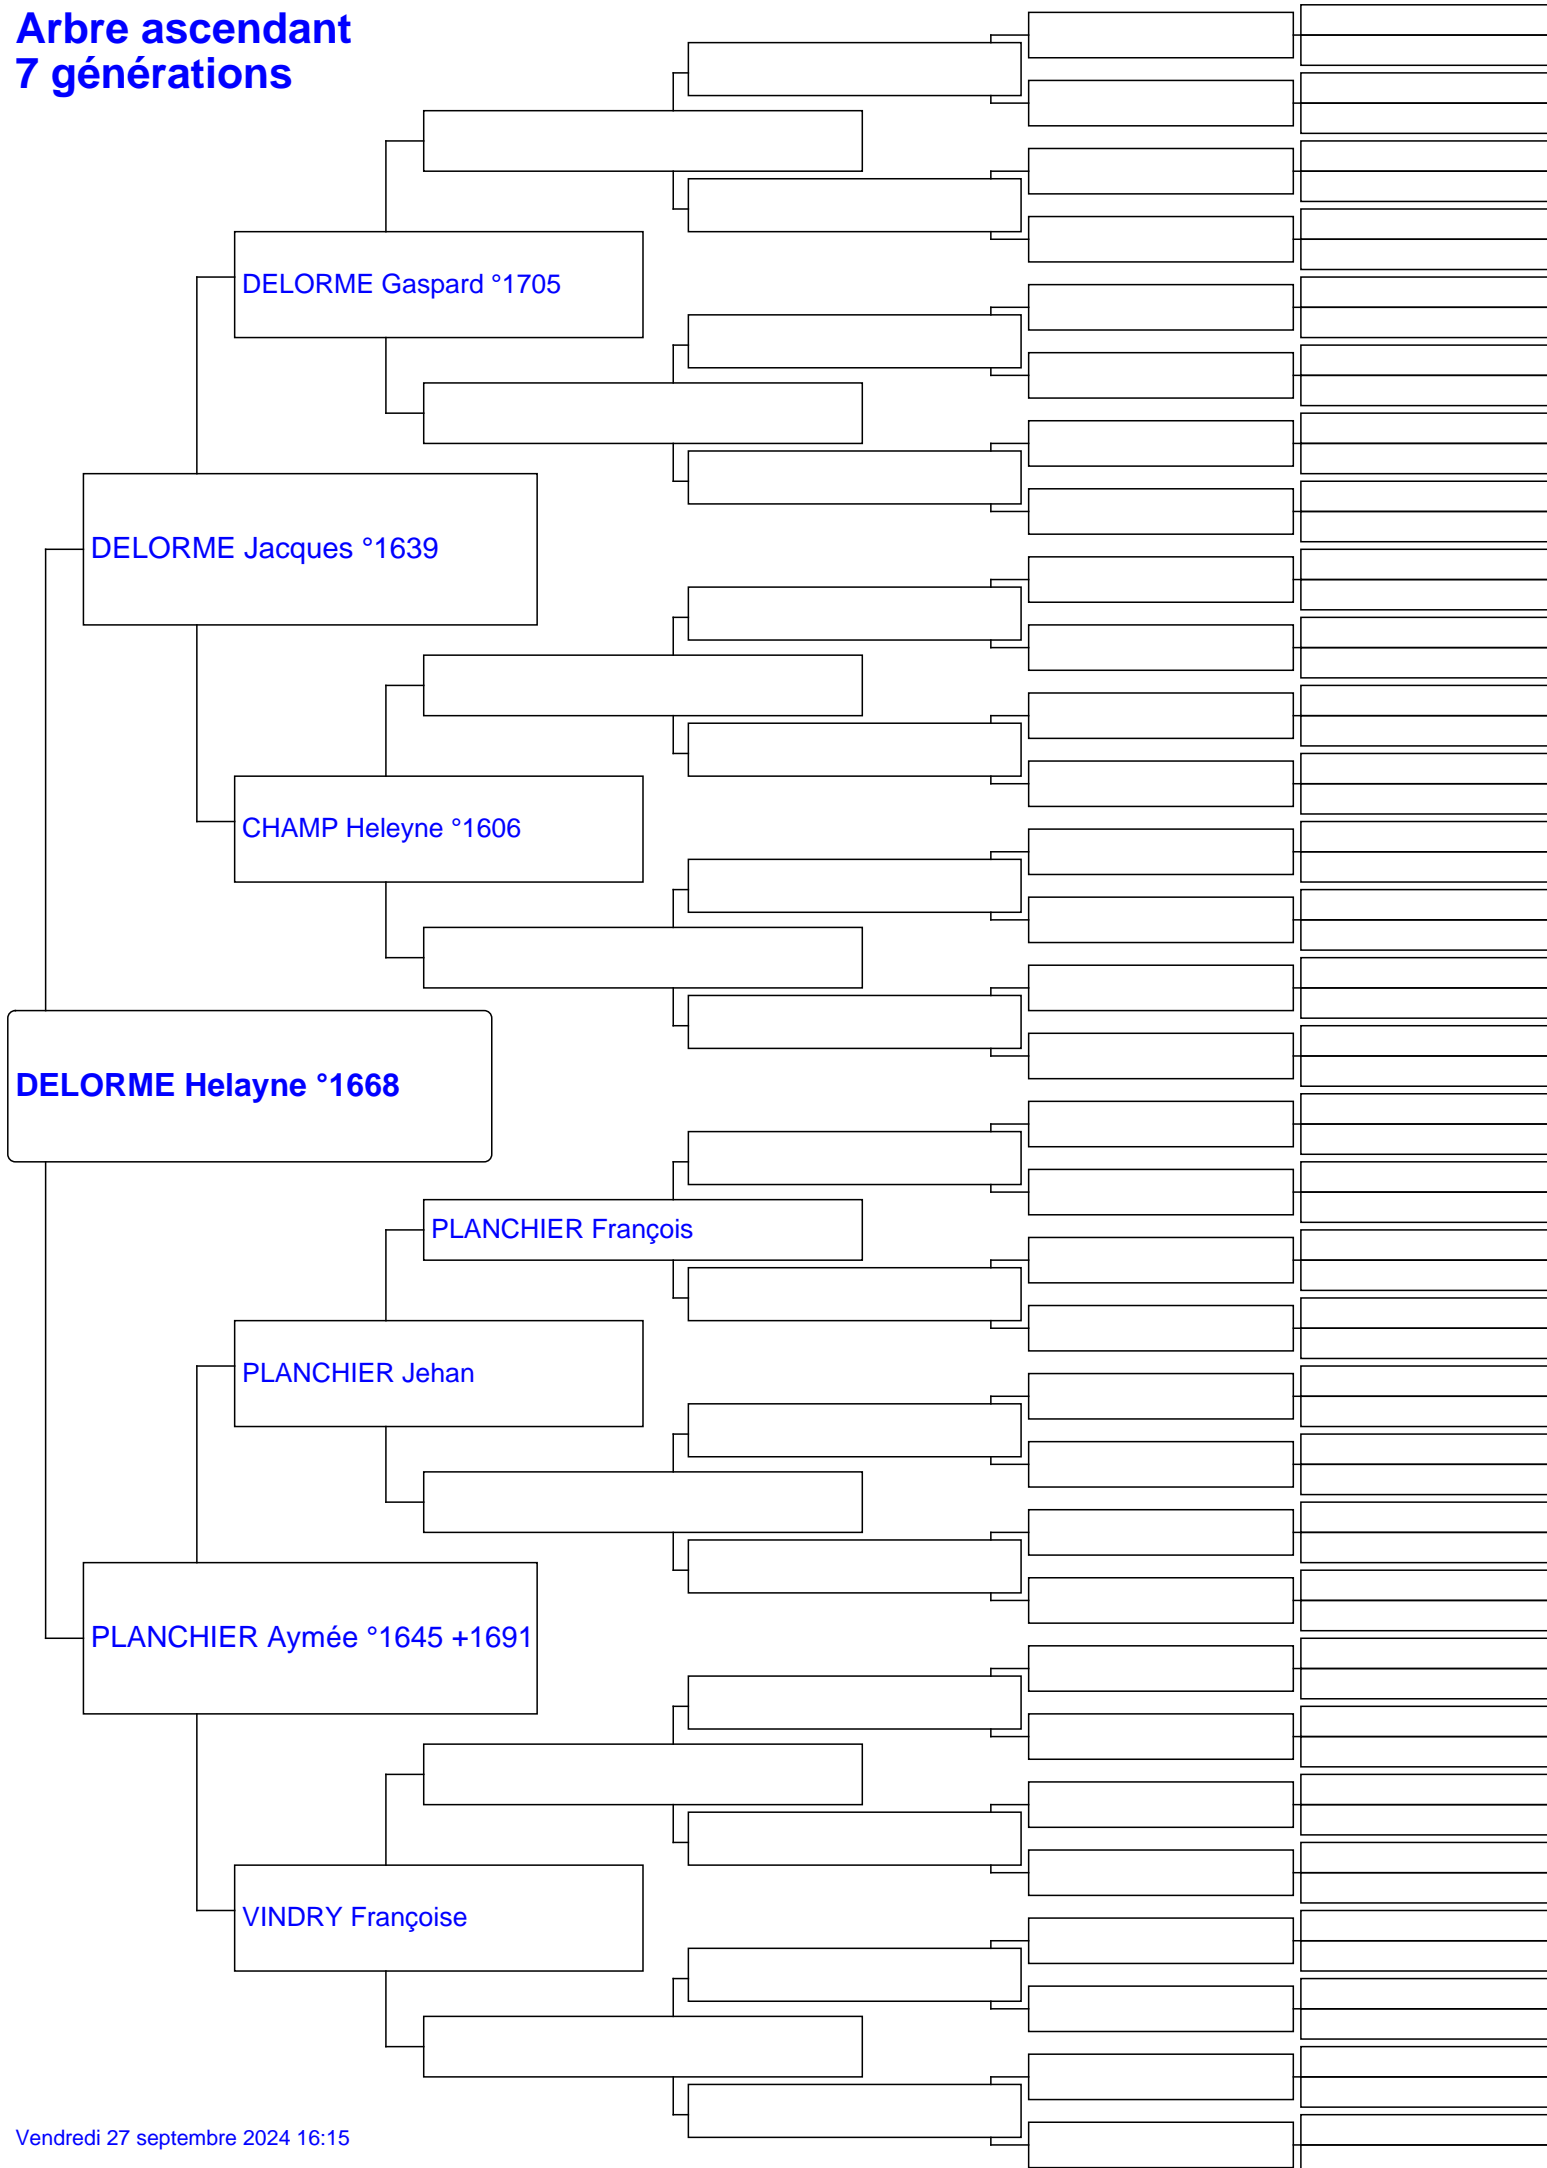 Arbre ascendant
7 générations
DELORME Gaspard °1705
DELORME Jacques °1639
CHAMP Heleyne °1606
DELORME Helayne °1668
PLANCHIER François
PLANCHIER Jehan
PLANCHIER Aymée °1645 +1691
VINDRY Françoise
Vendredi 27 septembre 2024 16:15